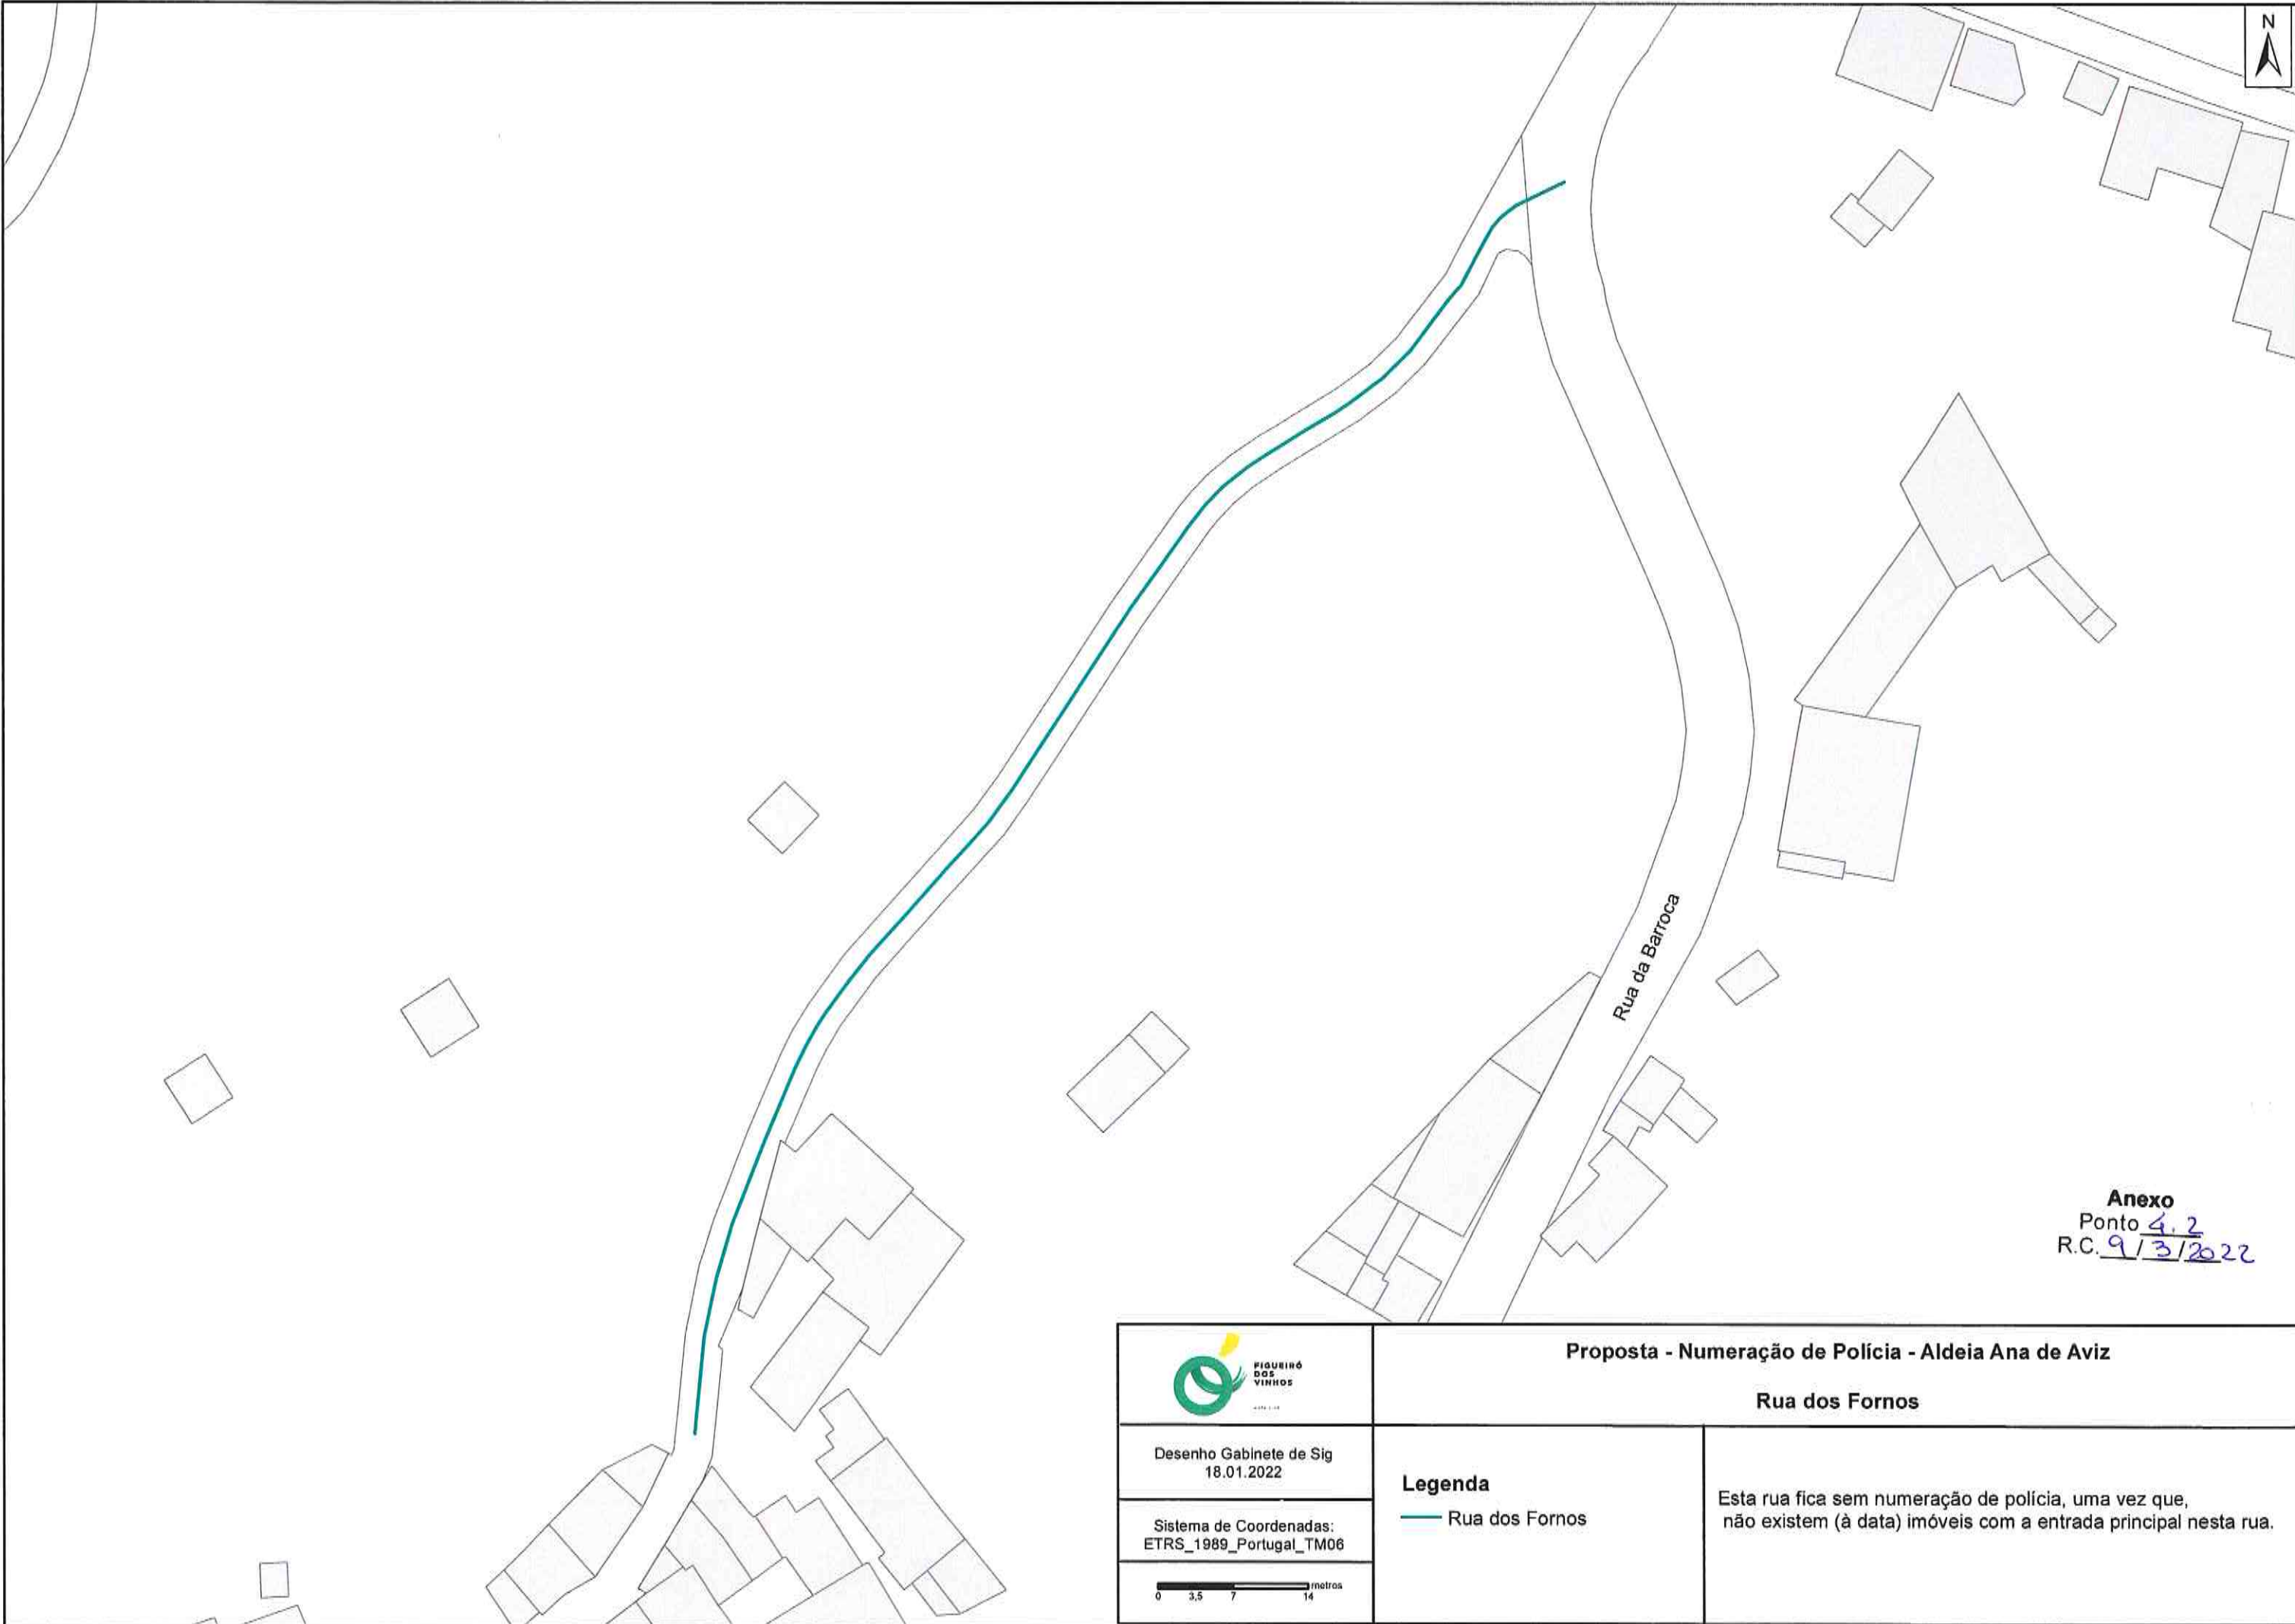 N
Rua da Barroca
Anexo
Ponto 4.2
R.C. 9/3/2022
FIGUEIRÓ
DOS
VINHOS
Proposta - Numeração de Polícia - Aldeia Ana de Aviz
Rua dos Fornos
Desenho Gabinete de Sig
18.01.2022
Sistema de Coordenadas:
ETRS_1989_Portugal_TM06
metros
0 3,5 7 14
Legenda
Rua dos Fornos
Esta rua fica sem numeração de polícia, uma vez que,
não existem (à data) imóveis com a entrada principal nesta rua.